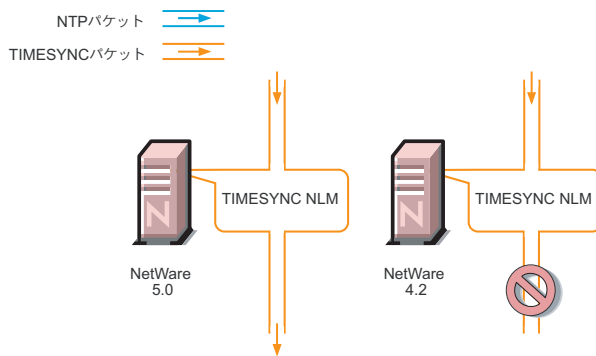 NTPパケット
TIMESYNCパケット
TIMESYNC NLM
TIMESYNC NLM
N
N
NetWare
5.0
NetWare
4.2